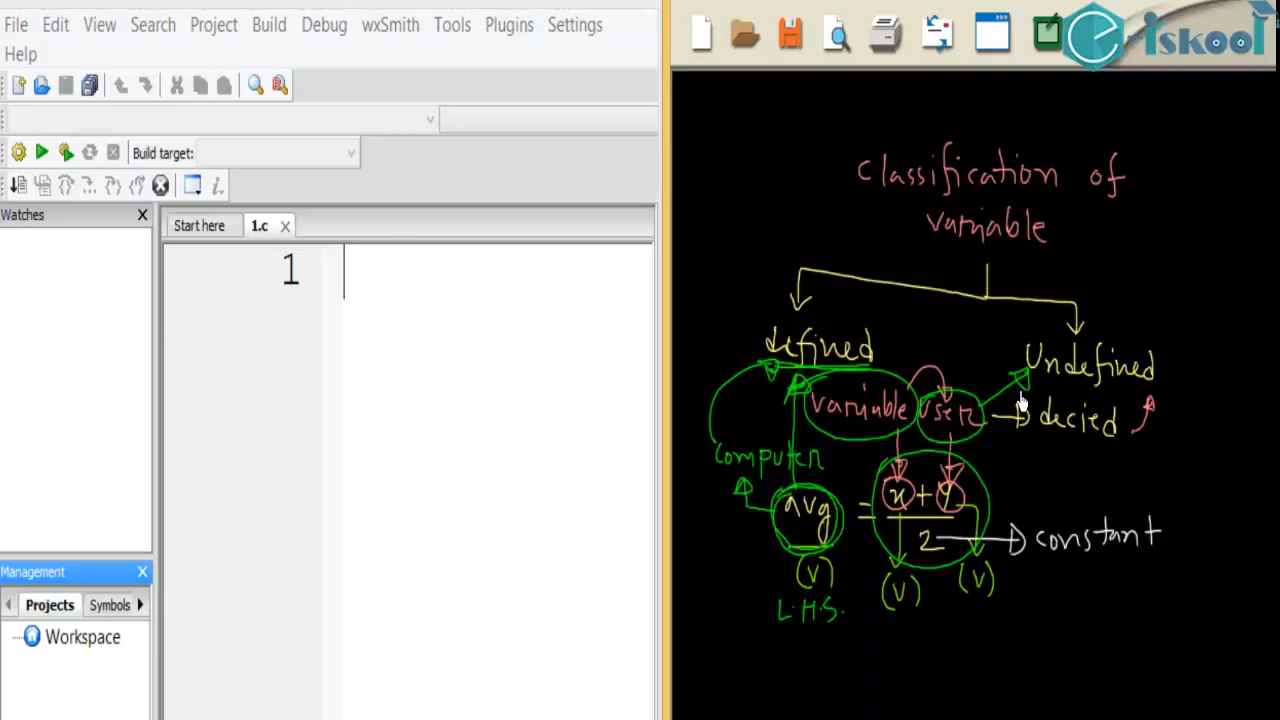 File Edit View Search Project Build Debug wxSmith Tools Plugins Settings
Help
Build target:
Watches
Start here 1.c
1
Management
Projects Symbols
Workspace
e-iskool
classification of
variable
defined
Undefined
variable user decied
computer
avg = x + y
2 constant
(V) (V) (V)
L.H.S.